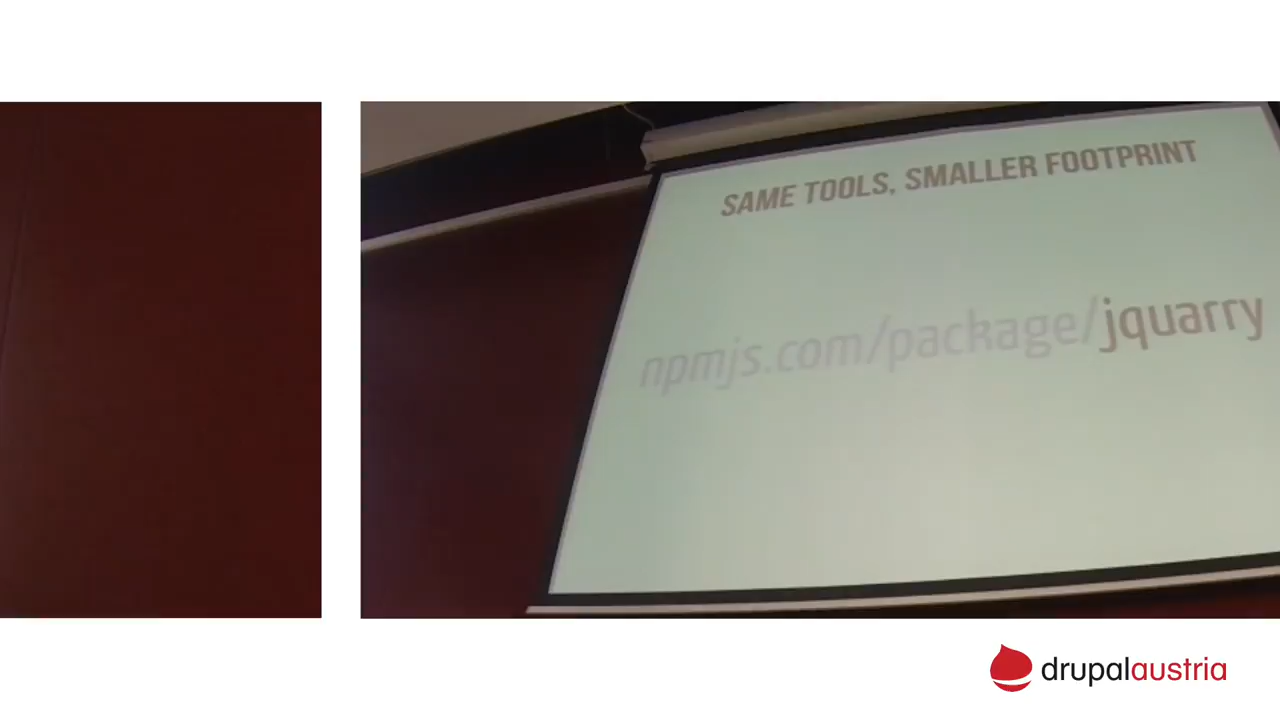 SAME TOOLS, SMALLER FOOTPRINT
npmjs.com/package/jquarry
drupalaustria